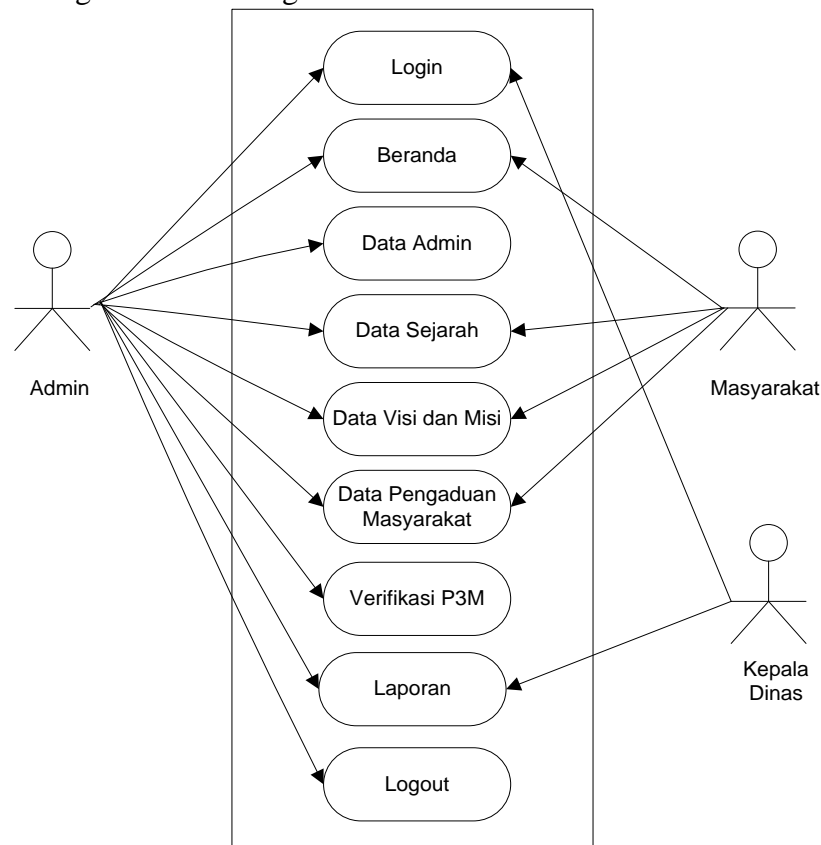 Login
Beranda
Data Admin
Data Sejarah
Data Visi dan Misi
Data Pengaduan
Masyarakat
Verifikasi P3M
Laporan
Logout
Admin
Masyarakat
Kepala
Dinas